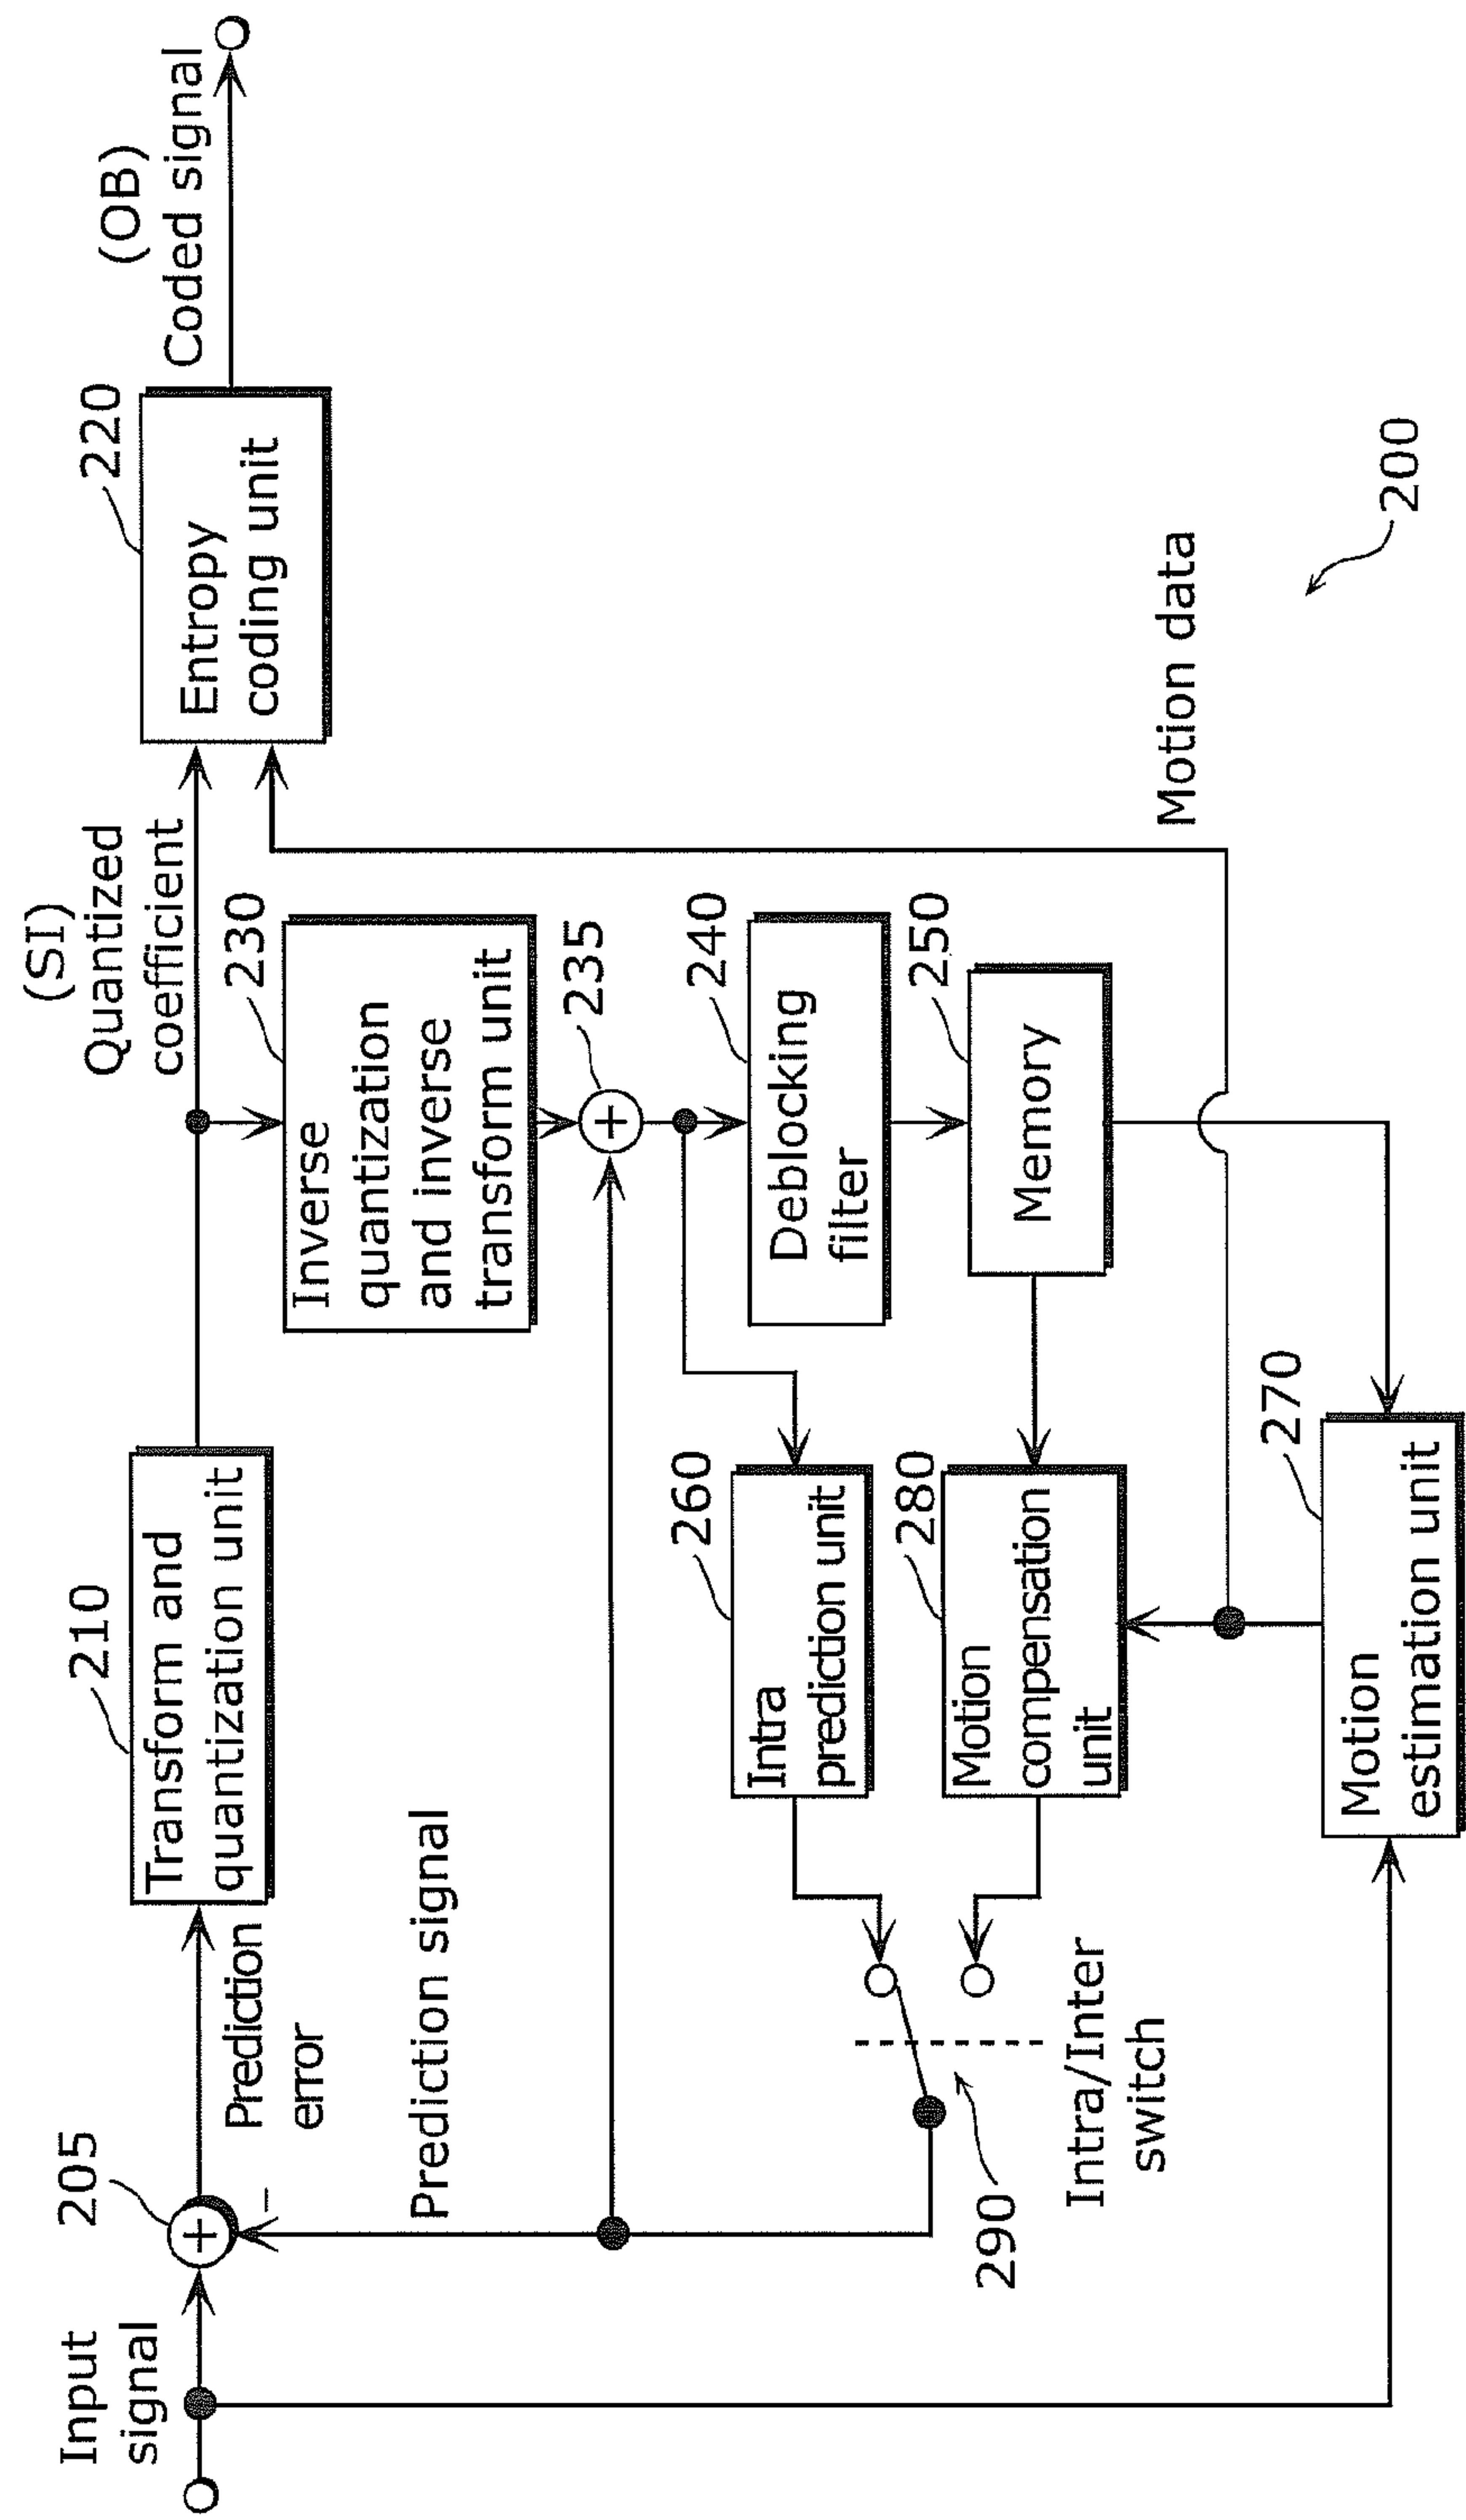 Input
signal
205
+
−
Prediction
error
210
Transform and
quantization unit
(SI)
Quantized
coefficient
220
Entropy
coding unit
(OB)
Coded signal
230
Inverse
quantization
and inverse
transform unit
235
+
Prediction signal
240
Deblocking
filter
250
Memory
260
Intra
prediction unit
280
Motion
compensation
unit
290
Intra/Inter
switch
270
Motion
estimation unit
Motion data
200